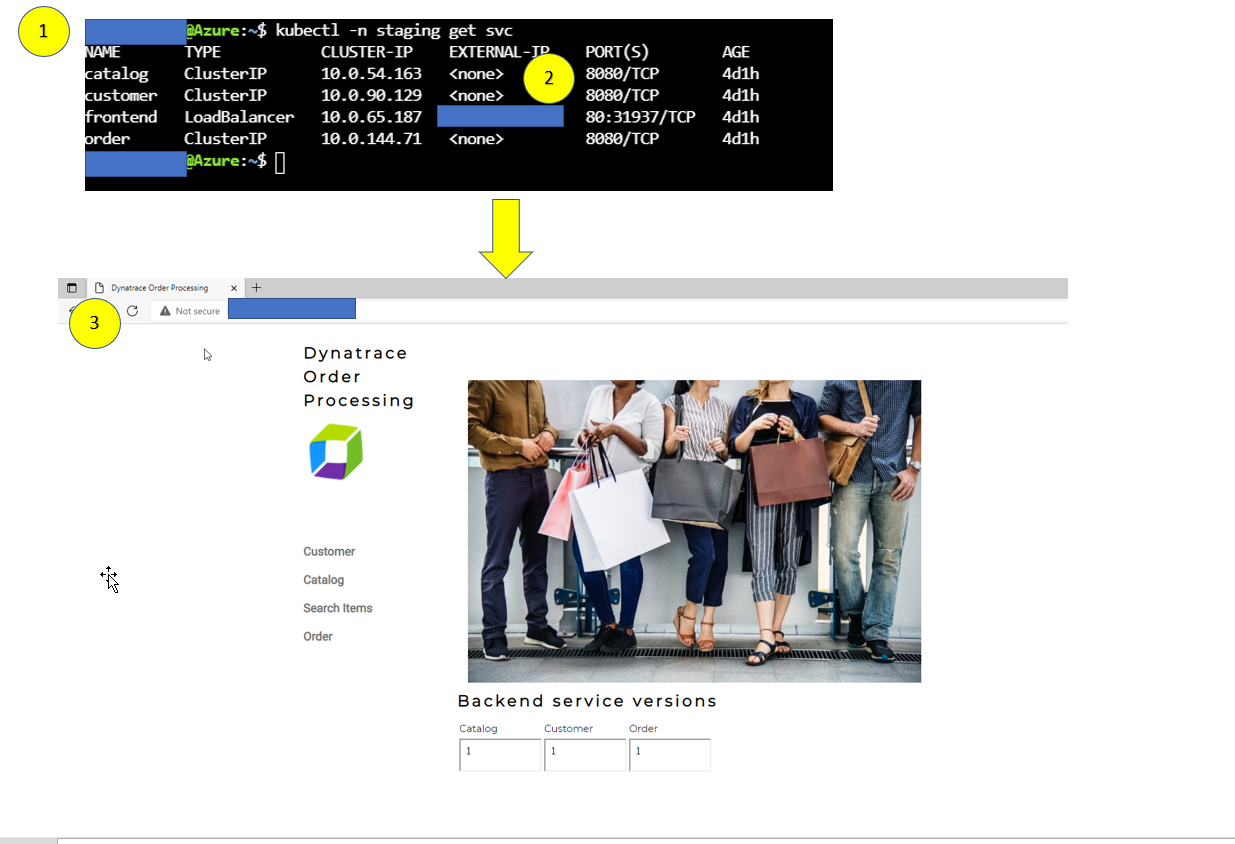 1
@Azure:~$ kubectl -n staging get svc
NAME TYPE CLUSTER-IP EXTERNAL-IP PORT(S) AGE
catalog ClusterIP 10.0.54.163 <none> 8080/TCP 4d1h
2
customer ClusterIP 10.0.90.129 <none> 8080/TCP 4d1h
frontend LoadBalancer 10.0.65.187 80:31937/TCP 4d1h
order ClusterIP 10.0.144.71 <none> 8080/TCP 4d1h
@Azure:~$
Dynatrace Order Processing
3
Not secure
Dynatrace
Order
Processing
Customer
Catalog
Search Items
Order
Backend service versions
Catalog Customer Order
1 1 1